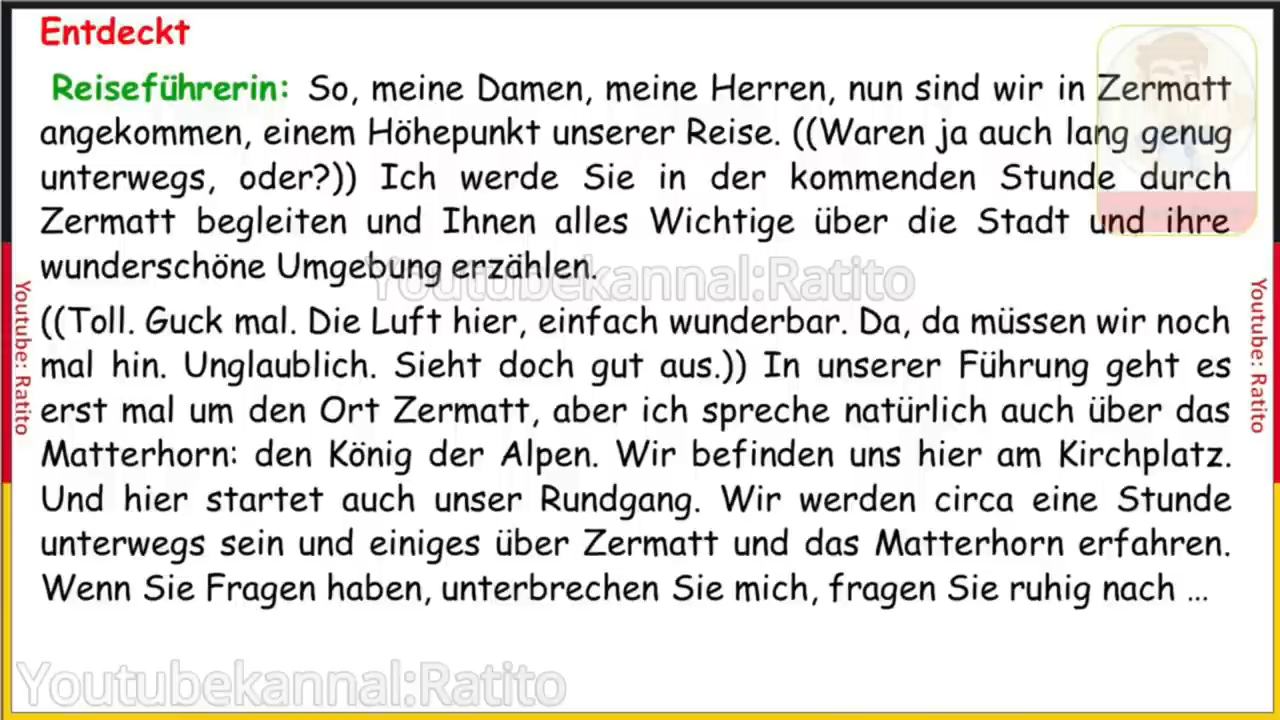 Entdeckt
Reiseführerin: So, meine Damen, meine Herren, nun sind wir in Zermatt
angekommen, einem Höhepunkt unserer Reise. ((Waren ja auch lang genug
unterwegs, oder?)) Ich werde Sie in der kommenden Stunde durch
Zermatt begleiten und Ihnen alles Wichtige über die Stadt und ihre
wunderschöne Umgebung erzählen.
Youtubekannal:Ratito
((Toll. Guck mal. Die Luft hier, einfach wunderbar. Da, da müssen wir noch
mal hin. Unglaublich. Sieht doch gut aus.)) In unserer Führung geht es
erst mal um den Ort Zermatt, aber ich spreche natürlich auch über das
Matterhorn: den König der Alpen. Wir befinden uns hier am Kirchplatz.
Und hier startet auch unser Rundgang. Wir werden circa eine Stunde
unterwegs sein und einiges über Zermatt und das Matterhorn erfahren.
Wenn Sie Fragen haben, unterbrechen Sie mich, fragen Sie ruhig nach …
Youtube: Ratito
Youtube: Ratito
Youtubekannal:Ratito